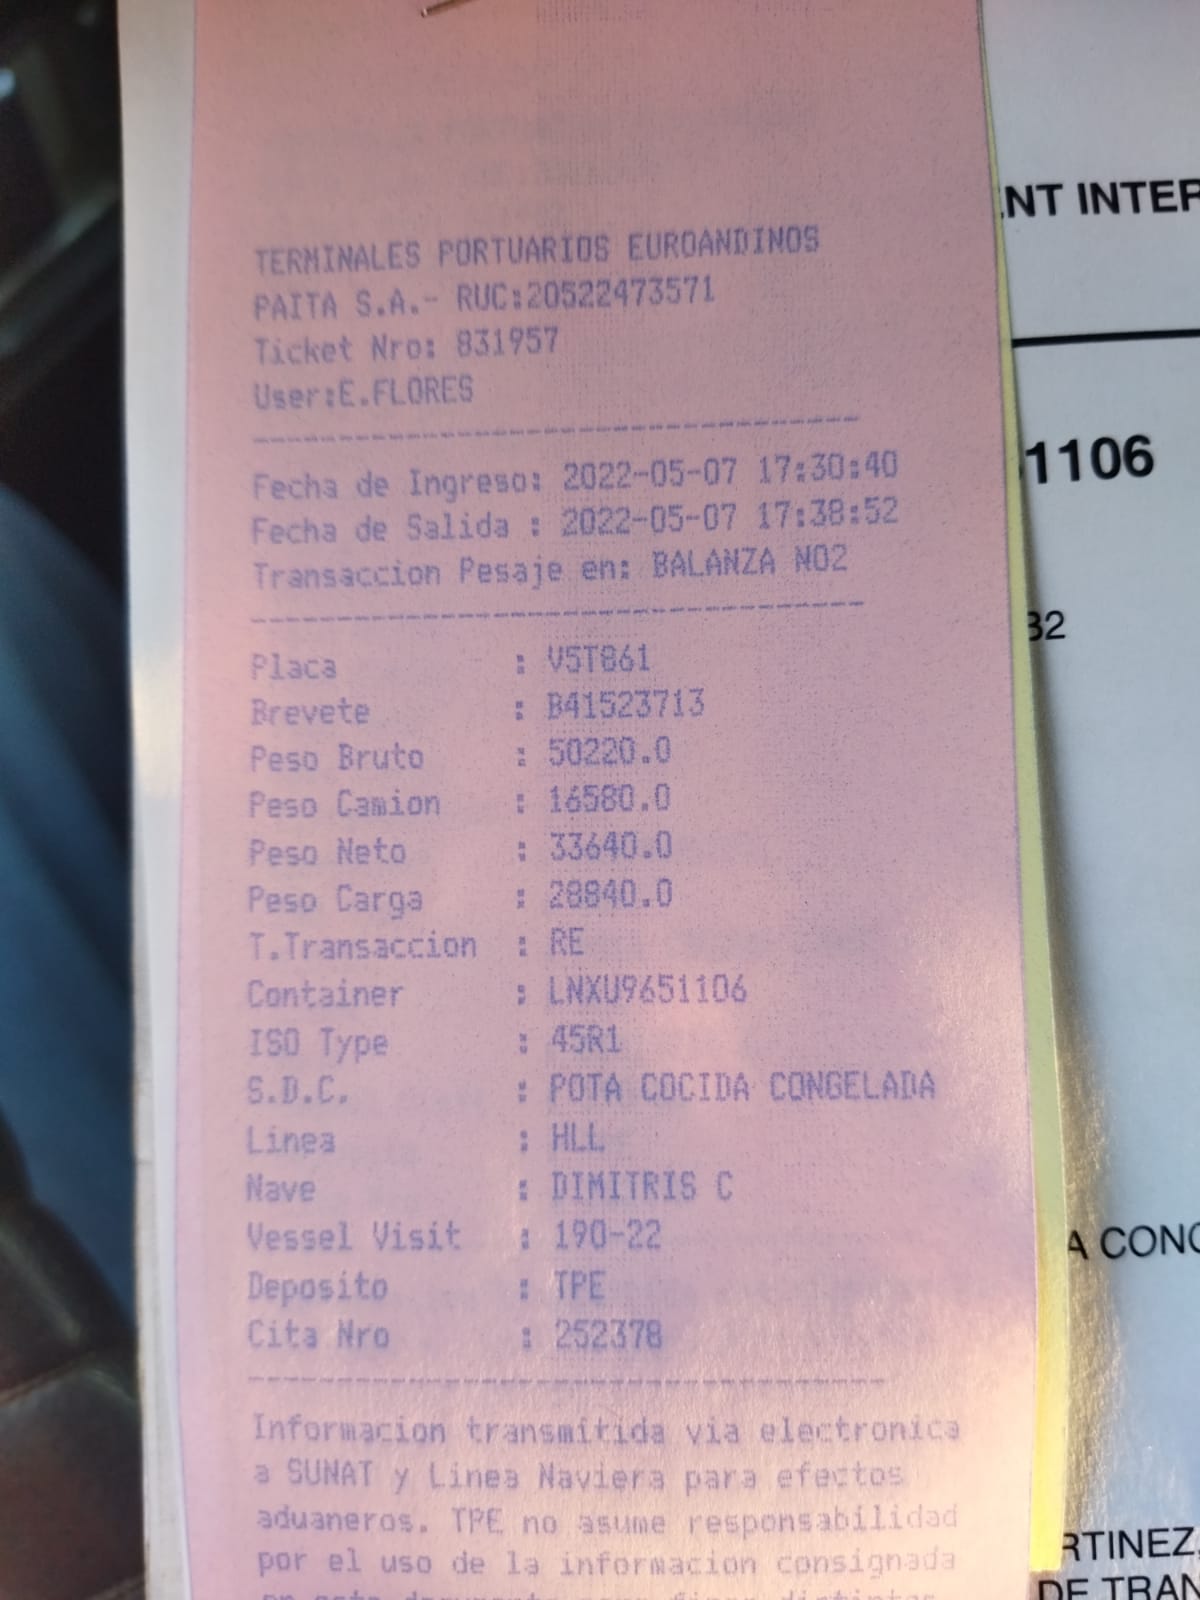 TERMINALES PORTUARIOS EUROANDINOS
PAITA S.A.- RUC:20522473571
Ticket Nro: 831957
User:E.FLORES
Fecha de Ingreso: 2022-05-07 17:30:40
Fecha de Salida : 2022-05-07 17:38:52
Transaccion Pesaje en: BALANZA NO2
Placa : V5T861
Brevete : B41523713
Peso Bruto : 50220.0
Peso Camion : 16580.0
Peso Neto : 33640.0
Peso Carga : 28840.0
T.Transaccion : RE
Container : LNXU9651106
ISO Type : 45R1
S.D.C. : POTA COCIDA CONGELADA
Linea : HLL
Nave : DIMITRIS C
Vessel Visit : 190-22
Deposito : TPE
Cita Nro : 252378
Informacion transmitida via electronica
a SUNAT y Linea Naviera para efectos
aduaneros. TPE no asume responsabilidad
por el uso de la informacion consignada
NT INTER
1106
32
A CONG
RTINEZ,
DE TRAN